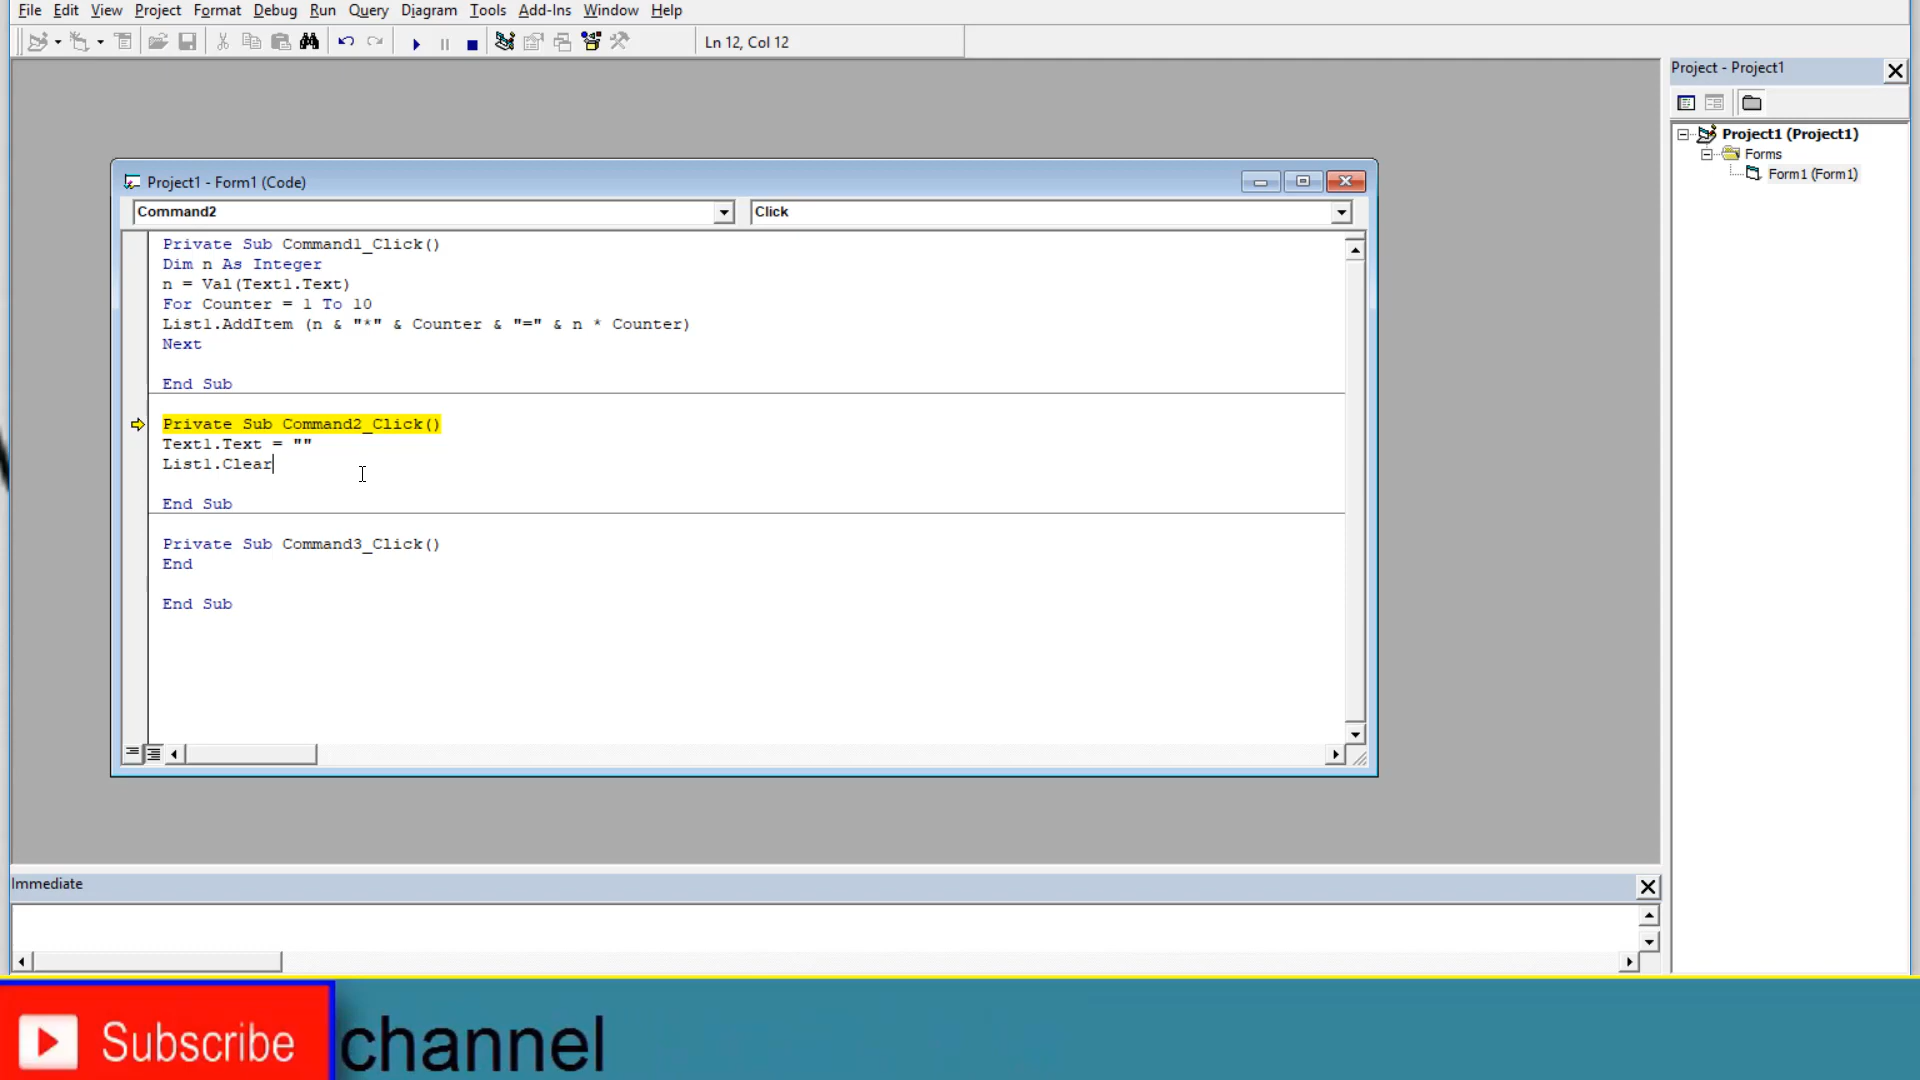 File Edit View Project Format Debug Run Query Diagram Tools Add-Ins Window Help
Ln 12, Col 12
Project - Project1
Project1 (Project1)
Forms
Form1 (Form1)
Project1 - Form1 (Code)
Command2 Click
Private Sub Command1_Click()
Dim n As Integer
n = Val(Text1.Text)
For Counter = 1 To 10
List1.AddItem (n & "*" & Counter & "=" & n * Counter)
Next
End Sub
Private Sub Command2_Click()
Text1.Text = ""
List1.Clear
End Sub
Private Sub Command3_Click()
End
End Sub
Immediate
Subscribe channel